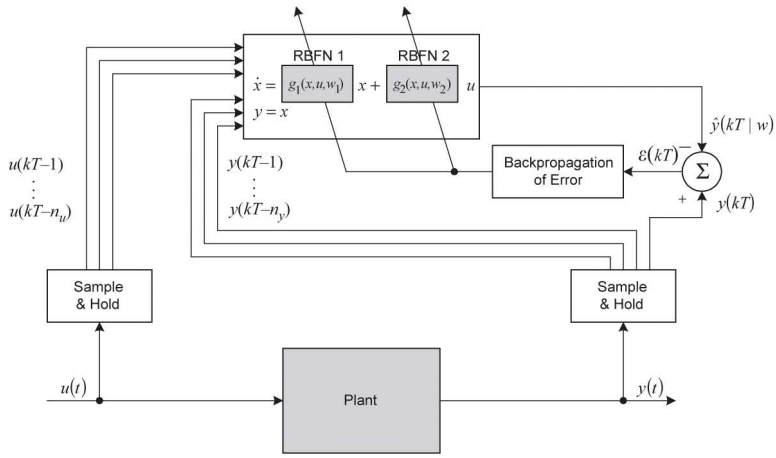 RBFN 1 RBFN 2
ẋ = g₁(x,u,w₁) x + g₂(x,u,w₂) u
y = x
ŷ(kT | w)
u(kT–1)
⋮
u(kT–nᵤ)
y(kT–1)
⋮
y(kT–n_y)
Backpropagation
of Error
ε(kT)
–
Σ
+
y(kT)
Sample
& Hold
Sample
& Hold
u(t)
Plant
y(t)